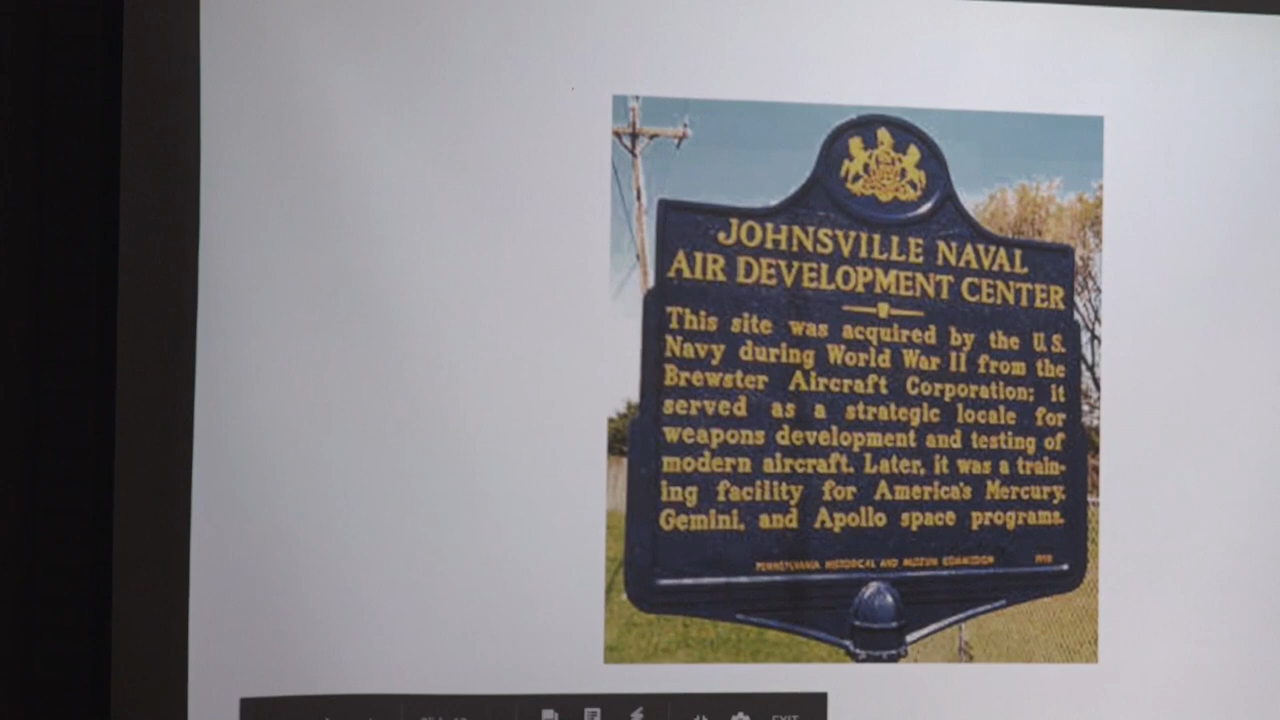 JOHNSVILLE NAVAL
AIR DEVELOPMENT CENTER
This site was acquired by the U.S.
Navy during World War II from the
Brewster Aircraft Corporation; it
served as a strategic locale for
weapons development and testing of
modern aircraft. Later, it was a train-
ing facility for America's Mercury,
Gemini, and Apollo space programs.
PENNSYLVANIA HISTORICAL AND MUSEUM COMMISSION
EXIT